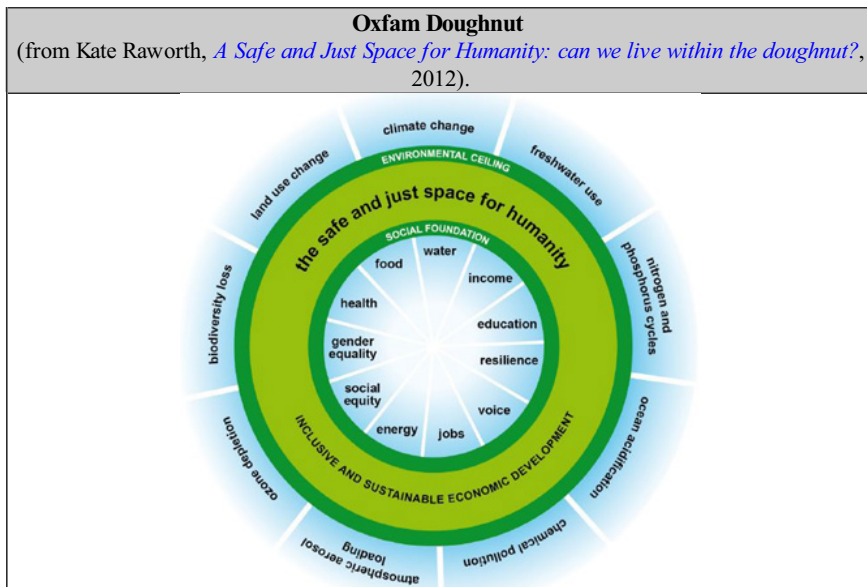 Oxfam Doughnut
(from Kate Raworth, A Safe and Just Space for Humanity: can we live within the doughnut?,
2012).
climate change
freshwater use
nitrogen and
phosphorus cycles
ocean acidification
chemical pollution
atmospheric aerosol
loading
ozone depletion
biodiversity loss
land use change
ENVIRONMENTAL CEILING
the safe and just space for humanity
SOCIAL FOUNDATION
water
income
education
resilience
voice
jobs
energy
social
equity
gender
equality
health
food
INCLUSIVE AND SUSTAINABLE ECONOMIC DEVELOPMENT